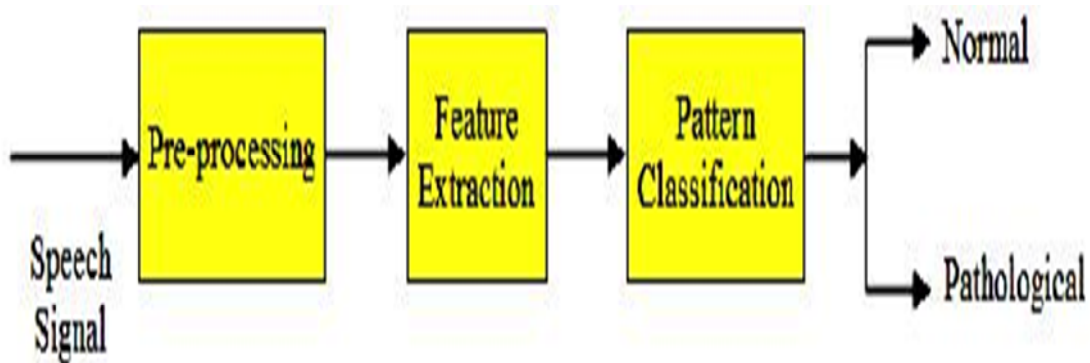 Speech
Signal
Pre-processing
Feature
Extraction
Pattern
Classification
Normal
Pathological